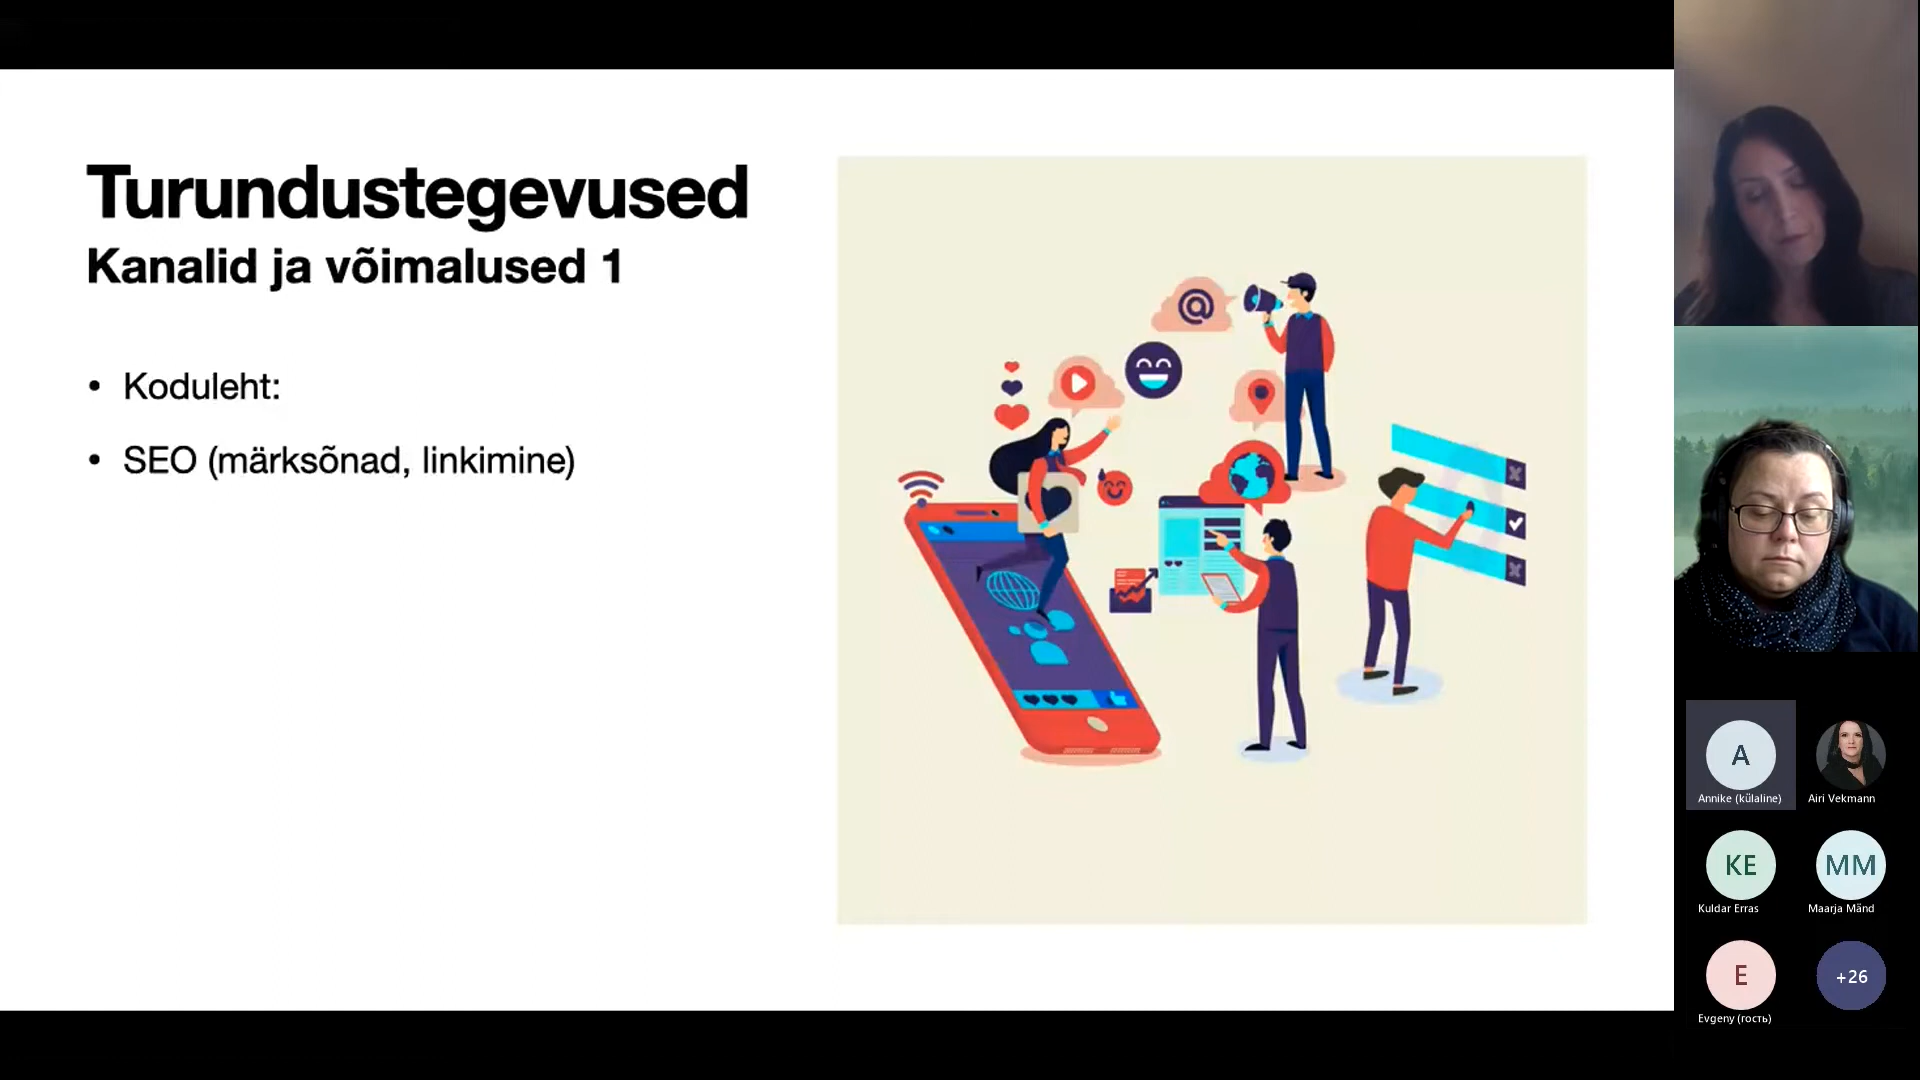 Turundustegevused
Kanalid ja võimalused 1
• Koduleht:
• SEO (märksõnad, linkimine)
@
A
Annike (külaline)
Airi Vekmann
KE
Kuldar Erras
MM
Maarja Mänd
E
Evgeny (гость)
+26